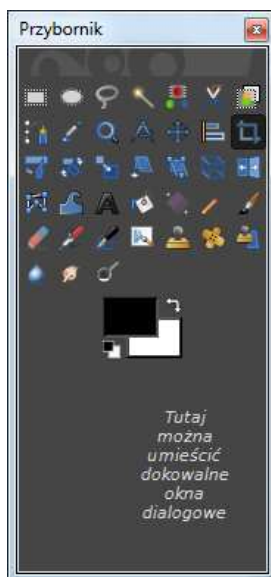 Przybornik
Tutaj
można
umieścić
dokowalne
okna
dialogowe